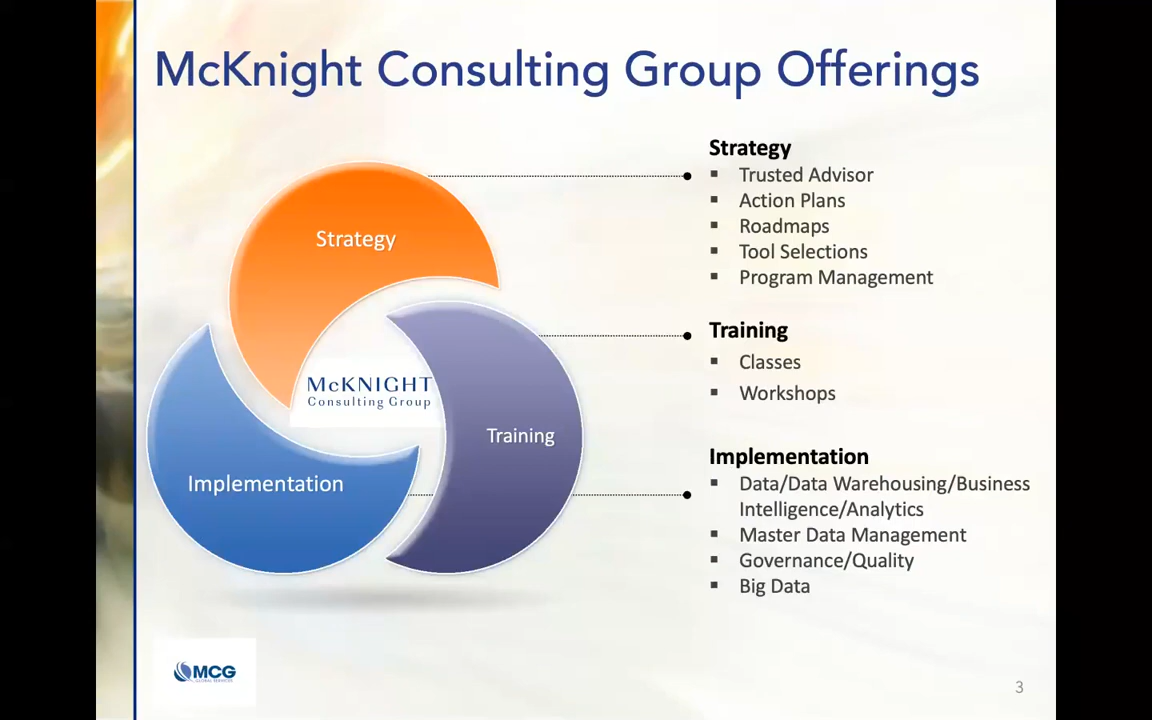 McKnight Consulting Group Offerings
Strategy
Training
Implementation
McKNIGHT
Consulting Group
Strategy
▪ Trusted Advisor
▪ Action Plans
▪ Roadmaps
▪ Tool Selections
▪ Program Management
Training
▪ Classes
▪ Workshops
Implementation
▪ Data/Data Warehousing/Business
Intelligence/Analytics
▪ Master Data Management
▪ Governance/Quality
▪ Big Data
MCG
GLOBAL SERVICES
3